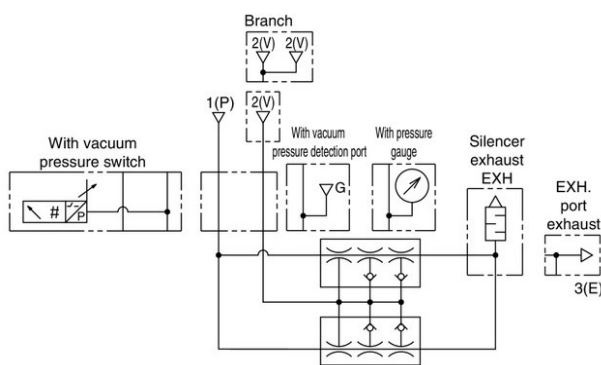 Branch
2(V) 2(V)
1(P)
2(V)
With vacuum
pressure switch
With vacuum
pressure detection port
With pressure
gauge
Silencer
exhaust
EXH
EXH.
port
exhaust
G
#
P
3(E)